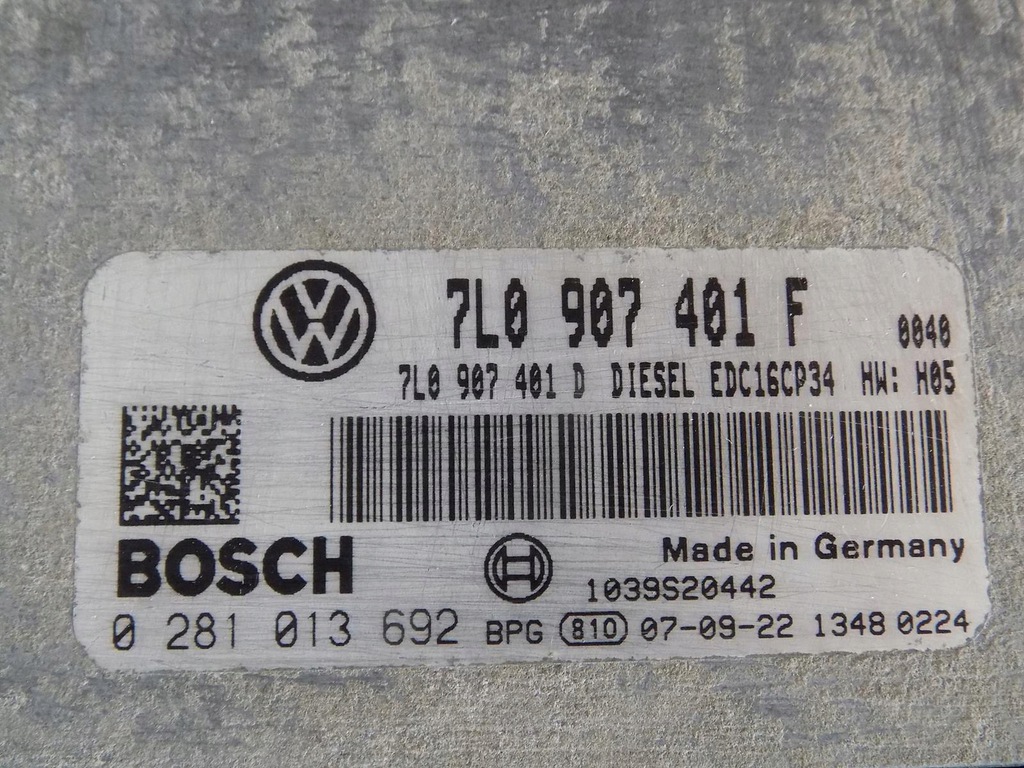 7L0 907 401 F 0040
7L0 907 401 D DIESEL EDC16CP34 HW: H05
BOSCH
Made in Germany
1039S20442
0 281 013 692 BPG 810 07-09-22 1348 0224